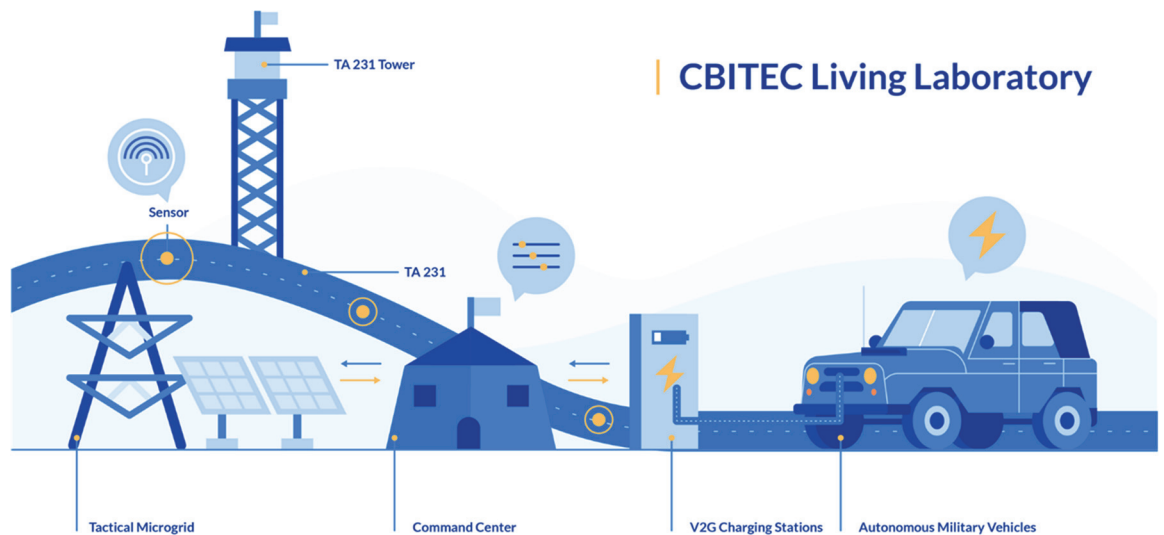 TA 231 Tower
CBITEC Living Laboratory
Sensor
TA 231
Tactical Microgrid
Command Center
V2G Charging Stations
Autonomous Military Vehicles